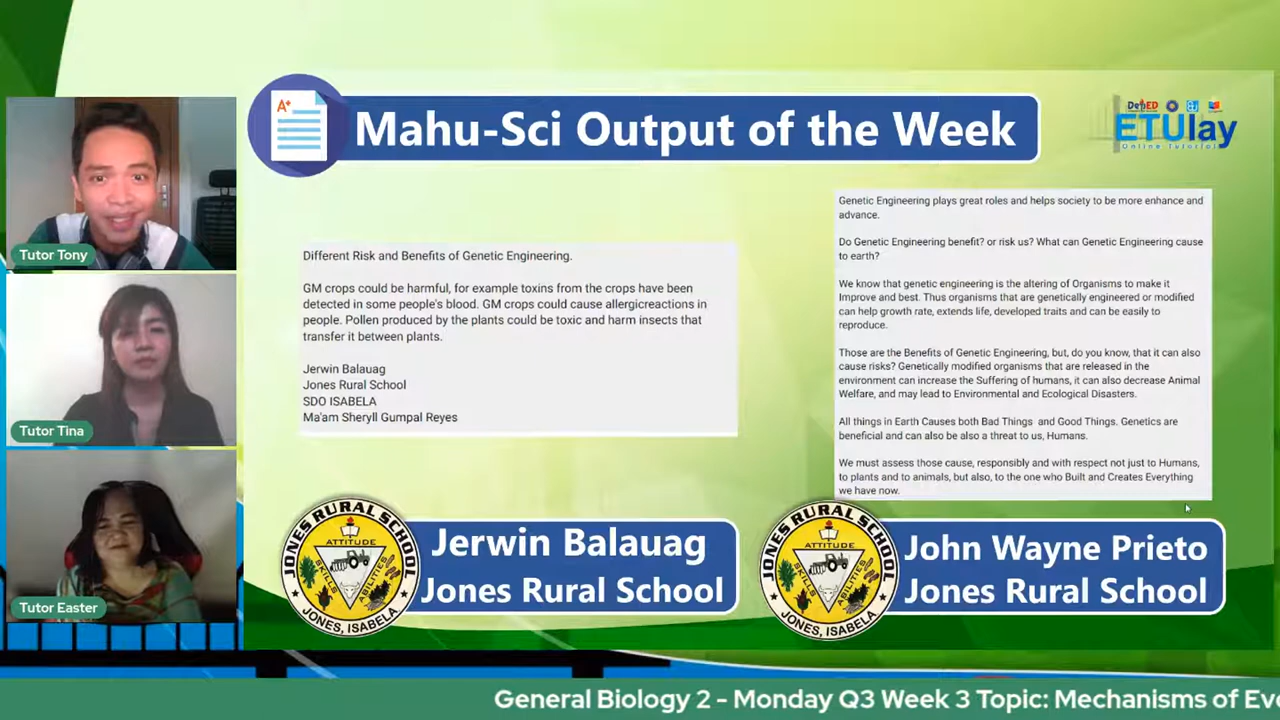 A+
Mahu-Sci Output of the Week
DepED
ETUlay
Online Tutorial
Tutor Tony
Tutor Tina
Tutor Easter
Different Risk and Benefits of Genetic Engineering.
GM crops could be harmful, for example toxins from the crops have been
detected in some people's blood. GM crops could cause allergicreactions in
people. Pollen produced by the plants could be toxic and harm insects that
transfer it between plants.
Jerwin Balauag
Jones Rural School
SDO ISABELA
Ma'am Sheryll Gumpal Reyes
Genetic Engineering plays great roles and helps society to be more enhance and
advance.
Do Genetic Engineering benefit? or risk us? What can Genetic Engineering cause
to earth?
We know that genetic engineering is the altering of Organisms to make it
Improve and best. Thus organisms that are genetically engineered or modified
can help growth rate, extends life, developed traits and can be easily to
reproduce.
Those are the Benefits of Genetic Engineering, but, do you know, that it can also
cause risks? Genetically modified organisms that are released in the
environment can increase the Suffering of humans, it can also decrease Animal
Welfare, and may lead to Environmental and Ecological Disasters.
All things in Earth Causes both Bad Things and Good Things. Genetics are
beneficial and can also be also a threat to us, Humans.
We must assess those cause, responsibly and with respect not just to Humans,
to plants and to animals, but also, to the one who Built and Creates Everything
we have now.
JONES RURAL SCHOOL
ATTITUDE
SKILLS
ABILITIES
JONES, ISABELA
Jerwin Balauag
Jones Rural School
JONES RURAL SCHOOL
ATTITUDE
SKILLS
ABILITIES
JONES, ISABELA
John Wayne Prieto
Jones Rural School
General Biology 2 - Monday Q3 Week 3 Topic: Mechanisms of Evo